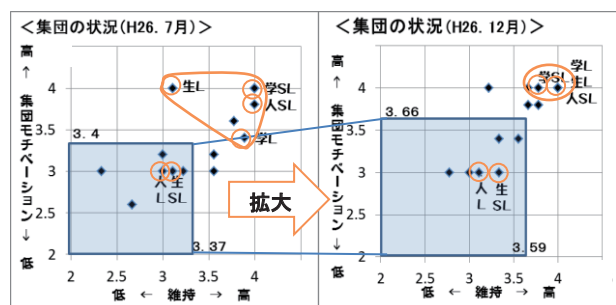 ＜集団の状況(H26.7月)＞
高 ← 集団モチベーション → 低
4
3.5
3
2.5
2
3.4
3.37
生L
学SL
人SL
学L
人L
生SL
2 2.5 3 3.5 4
低 ← 維持 → 高
拡大
＜集団の状況(H26.12月)＞
高 ← 集団モチベーション → 低
4
3.5
3
2.5
2
3.66
3.59
学L
学SL
生L
人SL
人L
生SL
2 2.5 3 3.5 4
低 ← 維持 → 高